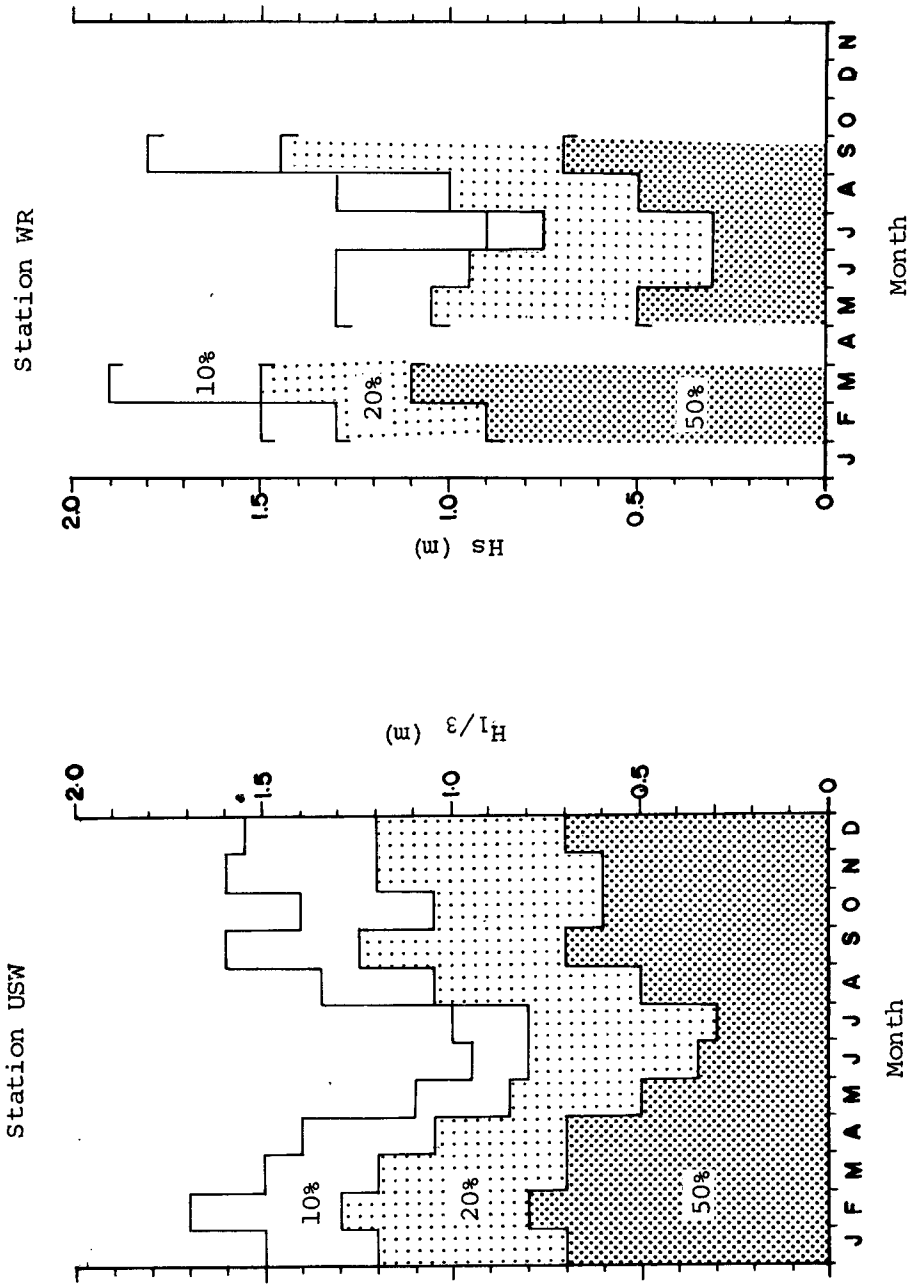 Station USW
2.0
1.5
1.0
0.5
0
H1/3 (m)
10%
20%
50%
J F M A M J J A S O N D
Month
Station WR
2.0
1.5
1.0
0.5
0
Hs (m)
10%
20%
50%
J F M A M J J A S O D N
Month